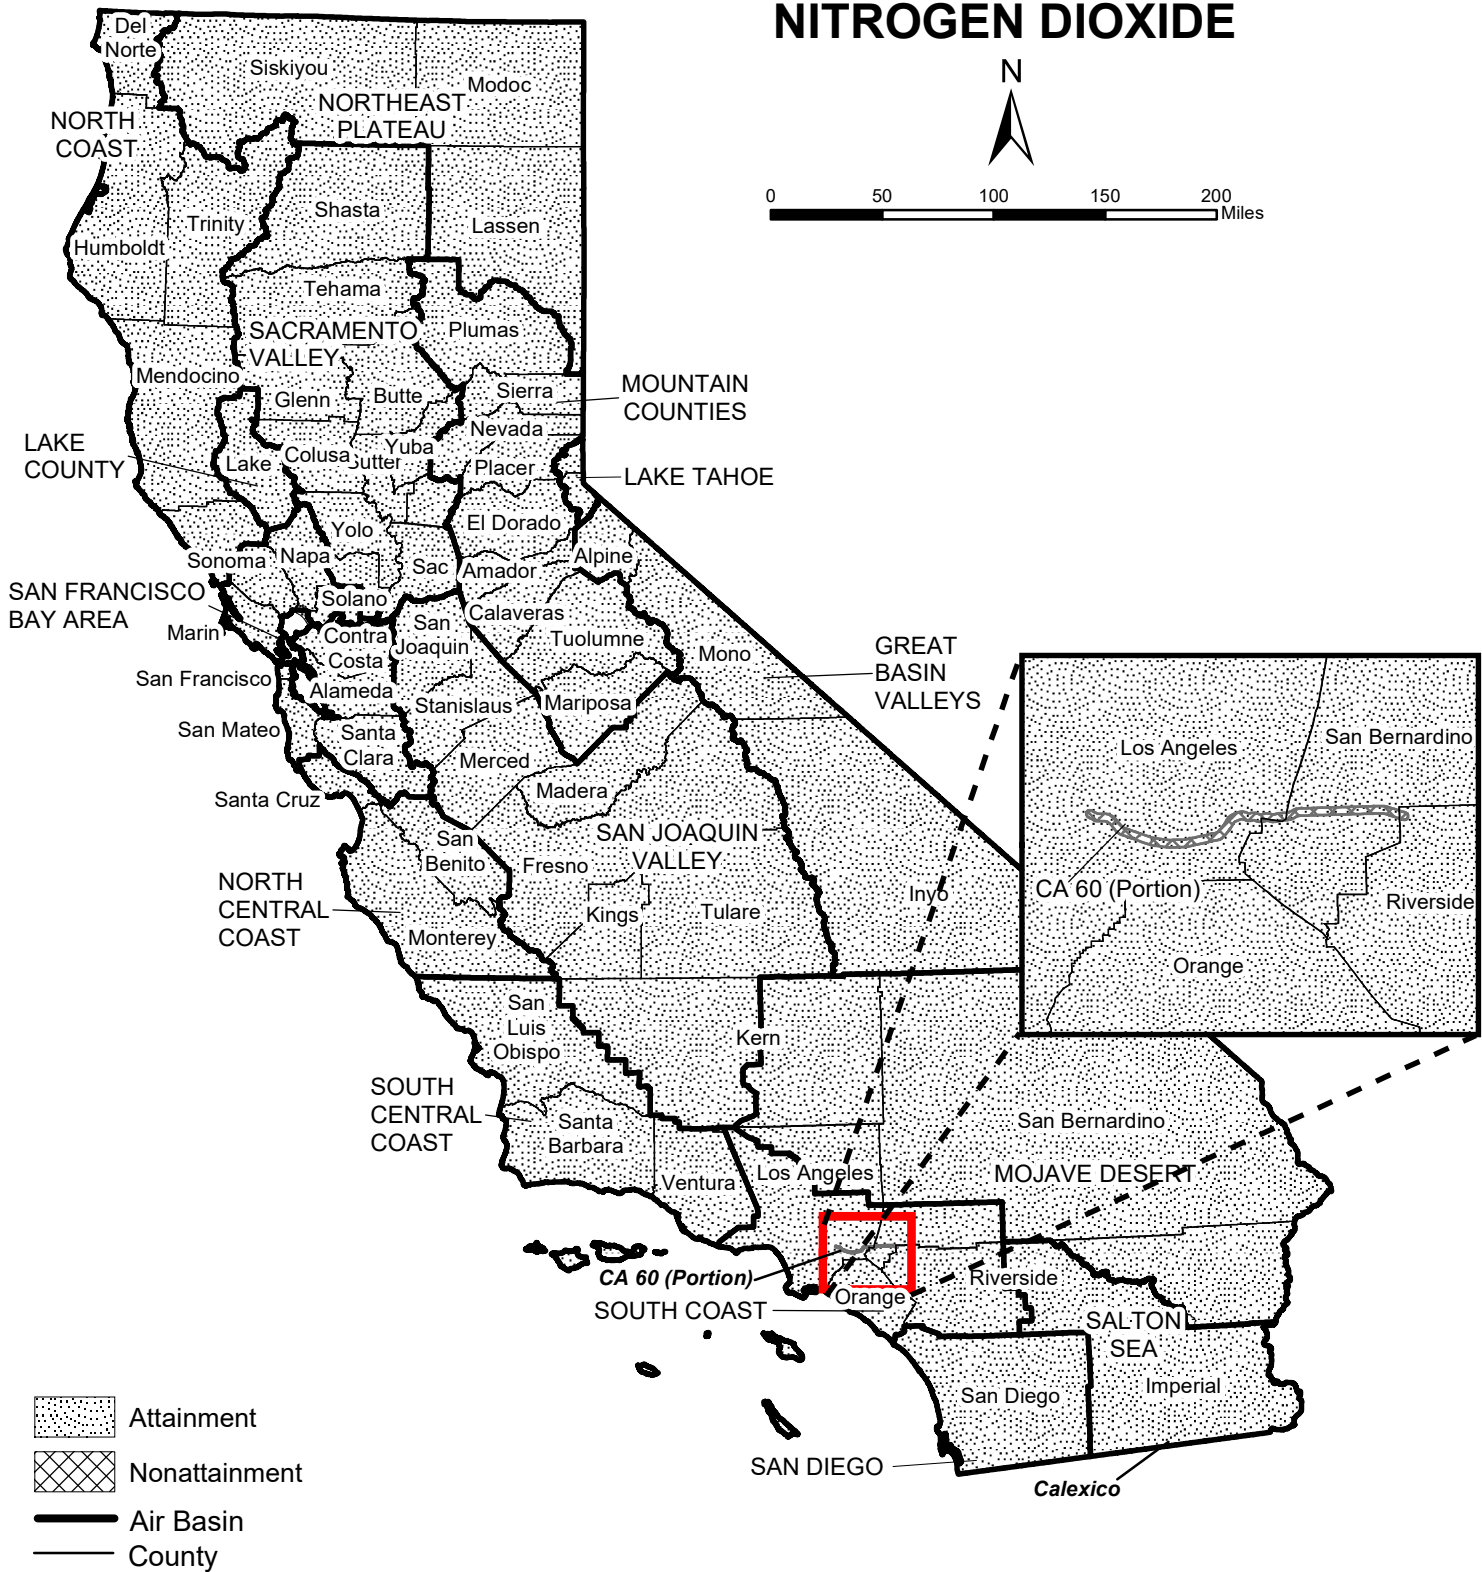 NITROGEN DIOXIDE
N
0 50 100 150 200
Miles
Del
Norte
Siskiyou
Modoc
NORTHEAST
PLATEAU
NORTH
COAST
Shasta
Trinity
Lassen
Humboldt
Tehama
SACRAMENTO
VALLEY
Plumas
Mendocino
Glenn
Butte
Sierra
MOUNTAIN
COUNTIES
Nevada
LAKE
COUNTY
Lake
Colusa
Yuba
Placer
LAKE TAHOE
El Dorado
Yolo
Sonoma
Napa
Sac
Amador
Alpine
SAN FRANCISCO
BAY AREA
Solano
Marin
Contra
Costa
San
Joaquin
Calaveras
Tuolumne
Mono
GREAT
BASIN
VALLEYS
San Francisco
Alameda
Stanislaus
Mariposa
San Mateo
Santa
Clara
Merced
Santa Cruz
Madera
San
Benito
SAN JOAQUIN
VALLEY
Fresno
NORTH
CENTRAL
COAST
Kings
Tulare
Inyo
Monterey
Los Angeles
San Bernardino
CA 60 (Portion)
Riverside
Orange
San
Luis
Obispo
Kern
SOUTH
CENTRAL
COAST
Santa
Barbara
Ventura
Los Angeles
San Bernardino
MOJAVE DESERT
CA 60 (Portion)
Riverside
Orange
SOUTH COAST
SALTON
SEA
San Diego
Imperial
SAN DIEGO
Calexico
Attainment
Nonattainment
Air Basin
County